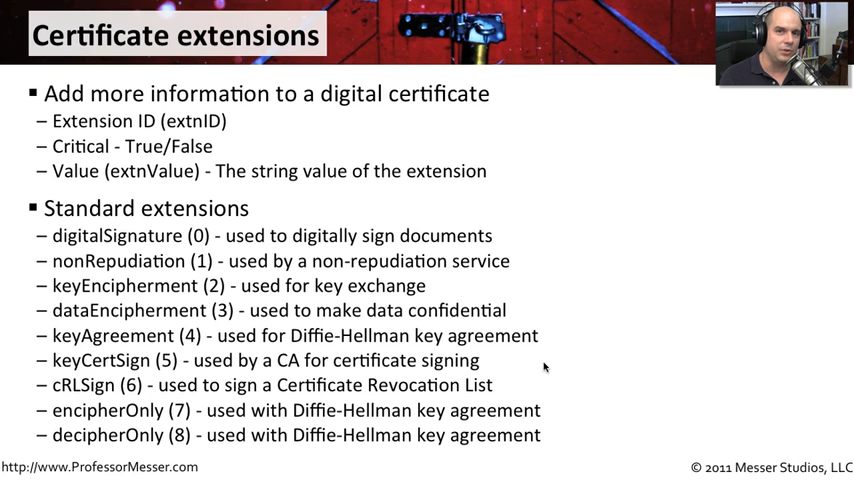 Certificate extensions
▪ Add more information to a digital certificate
– Extension ID (extnID)
– Critical - True/False
– Value (extnValue) - The string value of the extension
▪ Standard extensions
– digitalSignature (0) - used to digitally sign documents
– nonRepudiation (1) - used by a non-repudiation service
– keyEncipherment (2) - used for key exchange
– dataEncipherment (3) - used to make data confidential
– keyAgreement (4) - used for Diffie-Hellman key agreement
– keyCertSign (5) - used by a CA for certificate signing
– cRLSign (6) - used to sign a Certificate Revocation List
– encipherOnly (7) - used with Diffie-Hellman key agreement
– decipherOnly (8) - used with Diffie-Hellman key agreement
http://www.ProfessorMesser.com
© 2011 Messer Studios, LLC